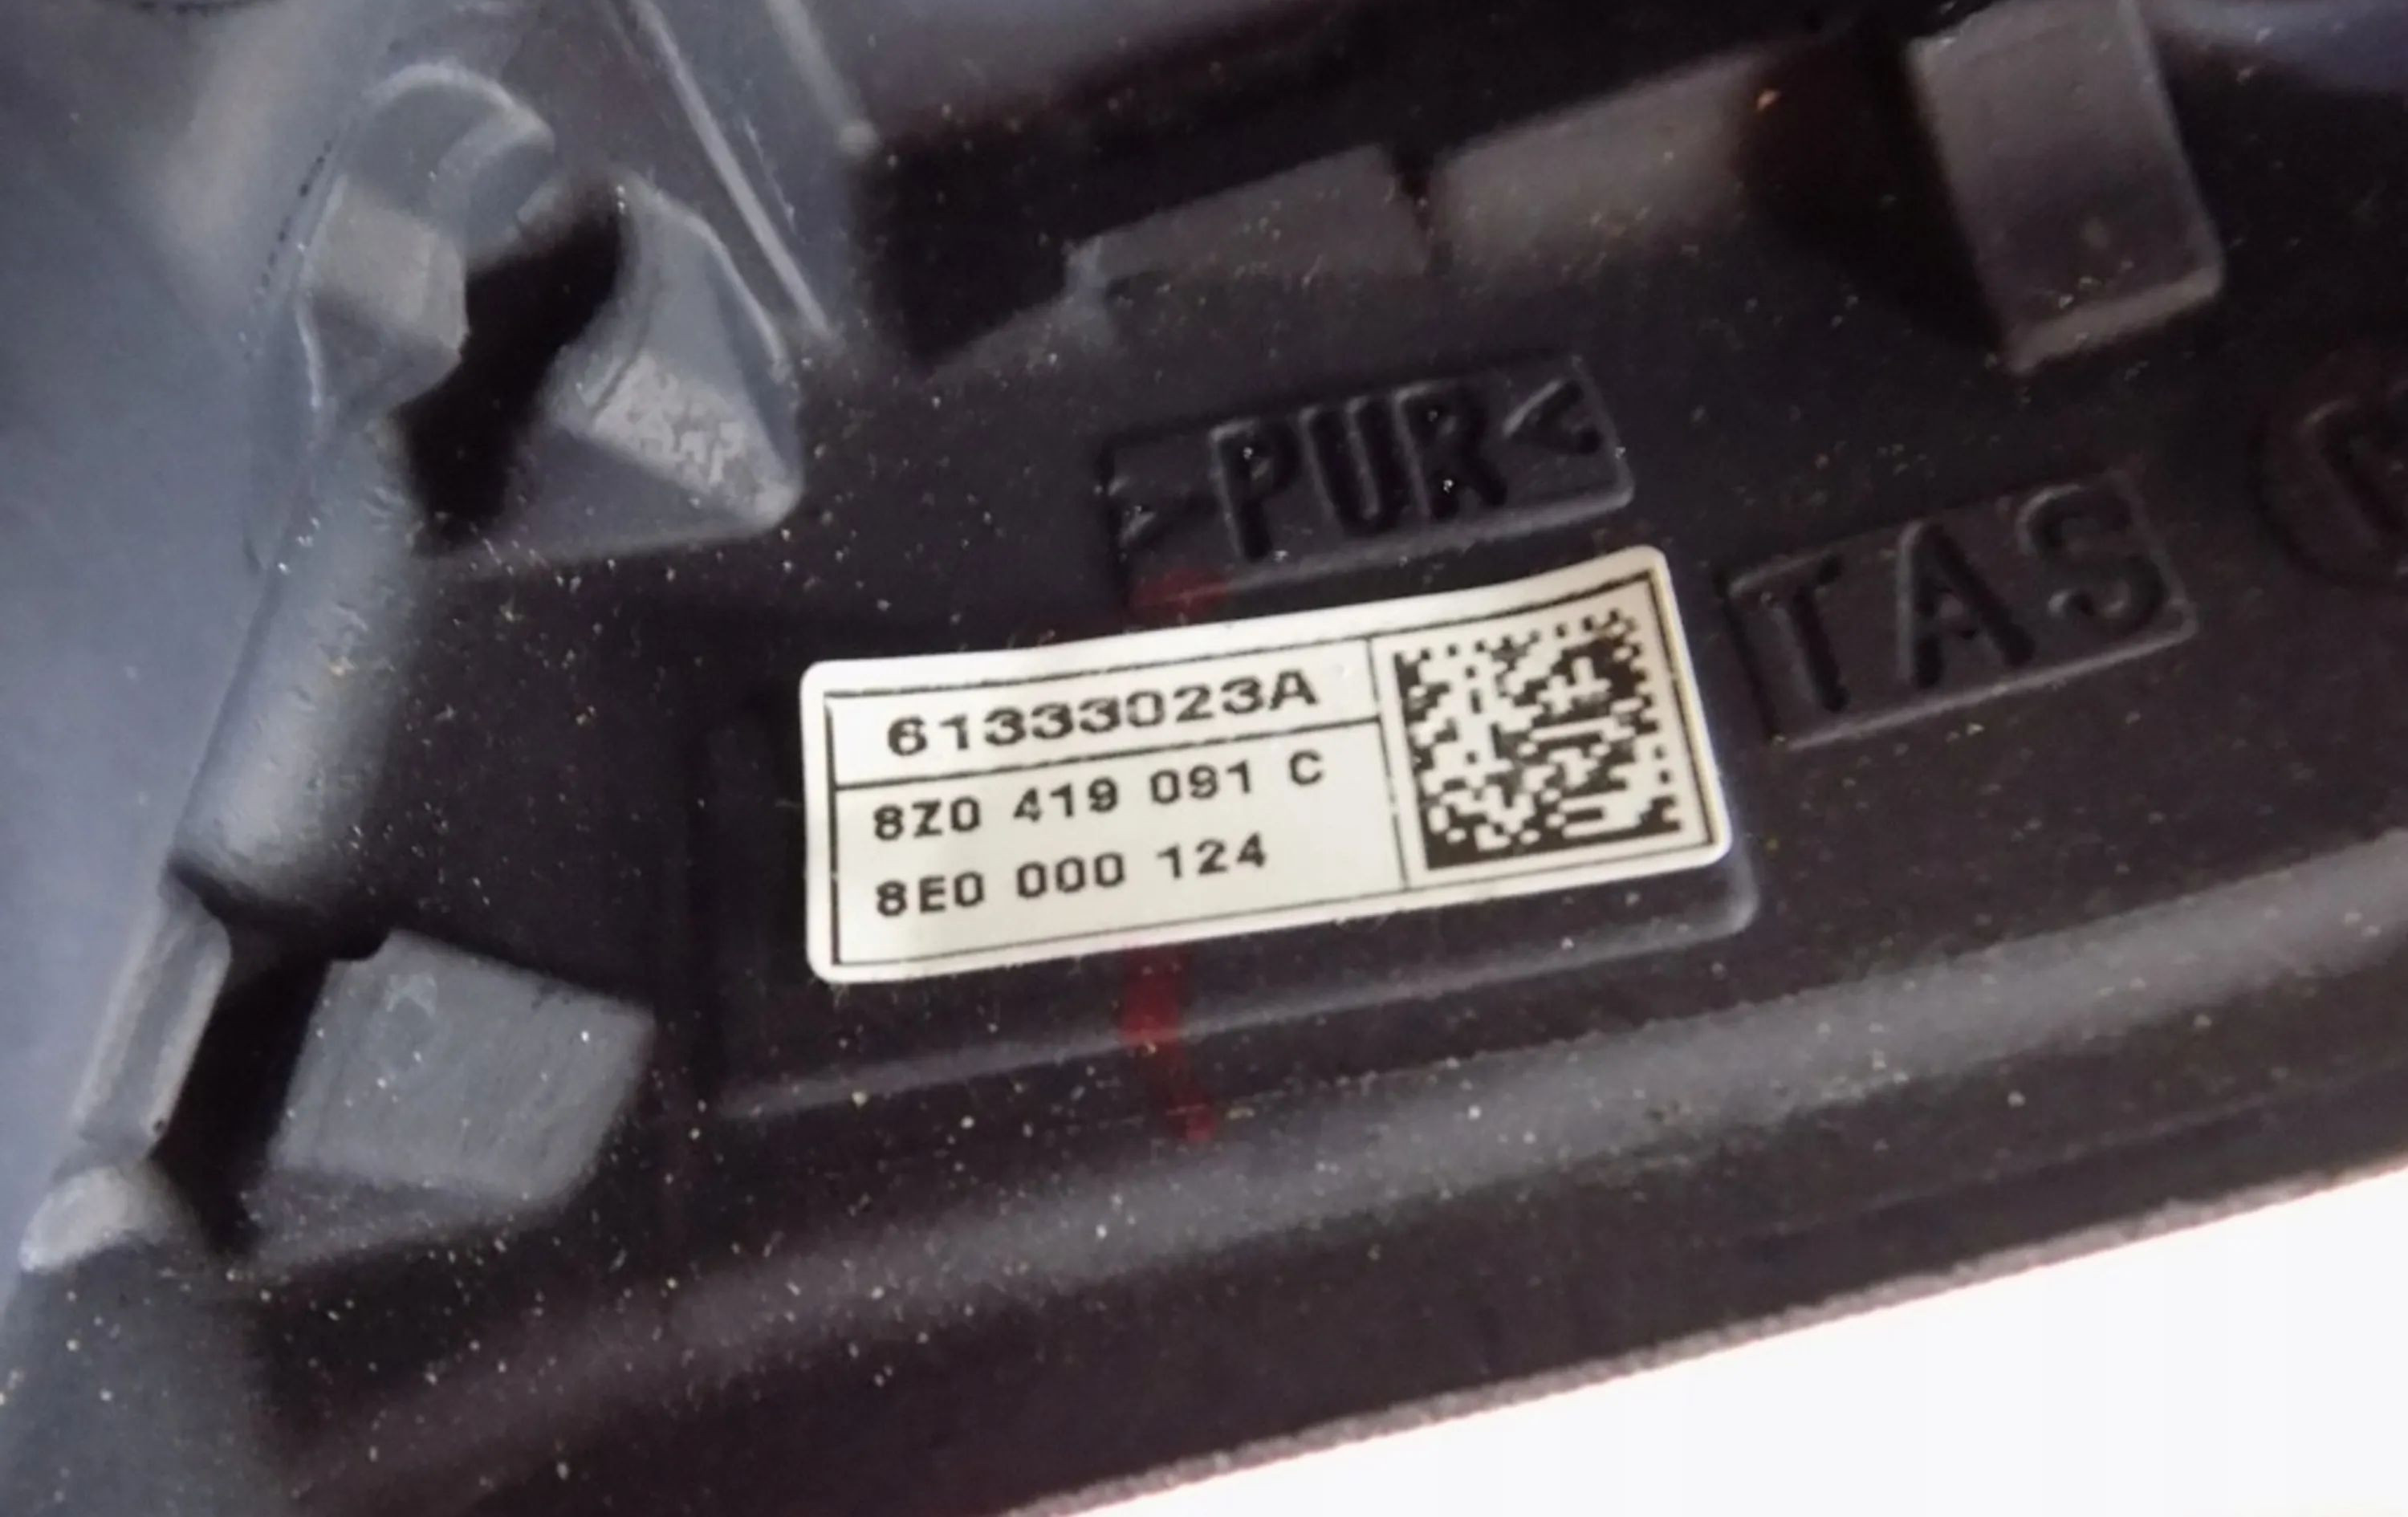 >PUR<
TAS
61333023A
8Z0 419 091 C
8E0 000 124